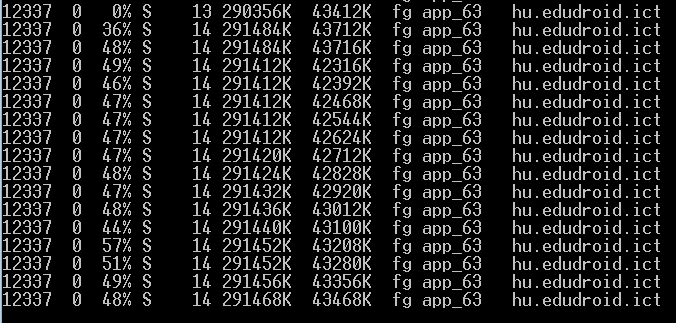 12337 0 0% S 13 290356K 43412K fg app_63 hu.edudroid.ict
12337 0 36% S 14 291484K 43712K fg app_63 hu.edudroid.ict
12337 0 48% S 14 291484K 43716K fg app_63 hu.edudroid.ict
12337 0 49% S 14 291412K 42316K fg app_63 hu.edudroid.ict
12337 0 46% S 14 291412K 42392K fg app_63 hu.edudroid.ict
12337 0 47% S 14 291412K 42468K fg app_63 hu.edudroid.ict
12337 0 47% S 14 291412K 42544K fg app_63 hu.edudroid.ict
12337 0 47% S 14 291412K 42624K fg app_63 hu.edudroid.ict
12337 0 47% S 14 291420K 42712K fg app_63 hu.edudroid.ict
12337 0 48% S 14 291424K 42828K fg app_63 hu.edudroid.ict
12337 0 47% S 14 291432K 42920K fg app_63 hu.edudroid.ict
12337 0 48% S 14 291436K 43012K fg app_63 hu.edudroid.ict
12337 0 44% S 14 291440K 43100K fg app_63 hu.edudroid.ict
12337 0 57% S 14 291452K 43208K fg app_63 hu.edudroid.ict
12337 0 51% S 14 291452K 43280K fg app_63 hu.edudroid.ict
12337 0 49% S 14 291456K 43356K fg app_63 hu.edudroid.ict
12337 0 48% S 14 291468K 43468K fg app_63 hu.edudroid.ict